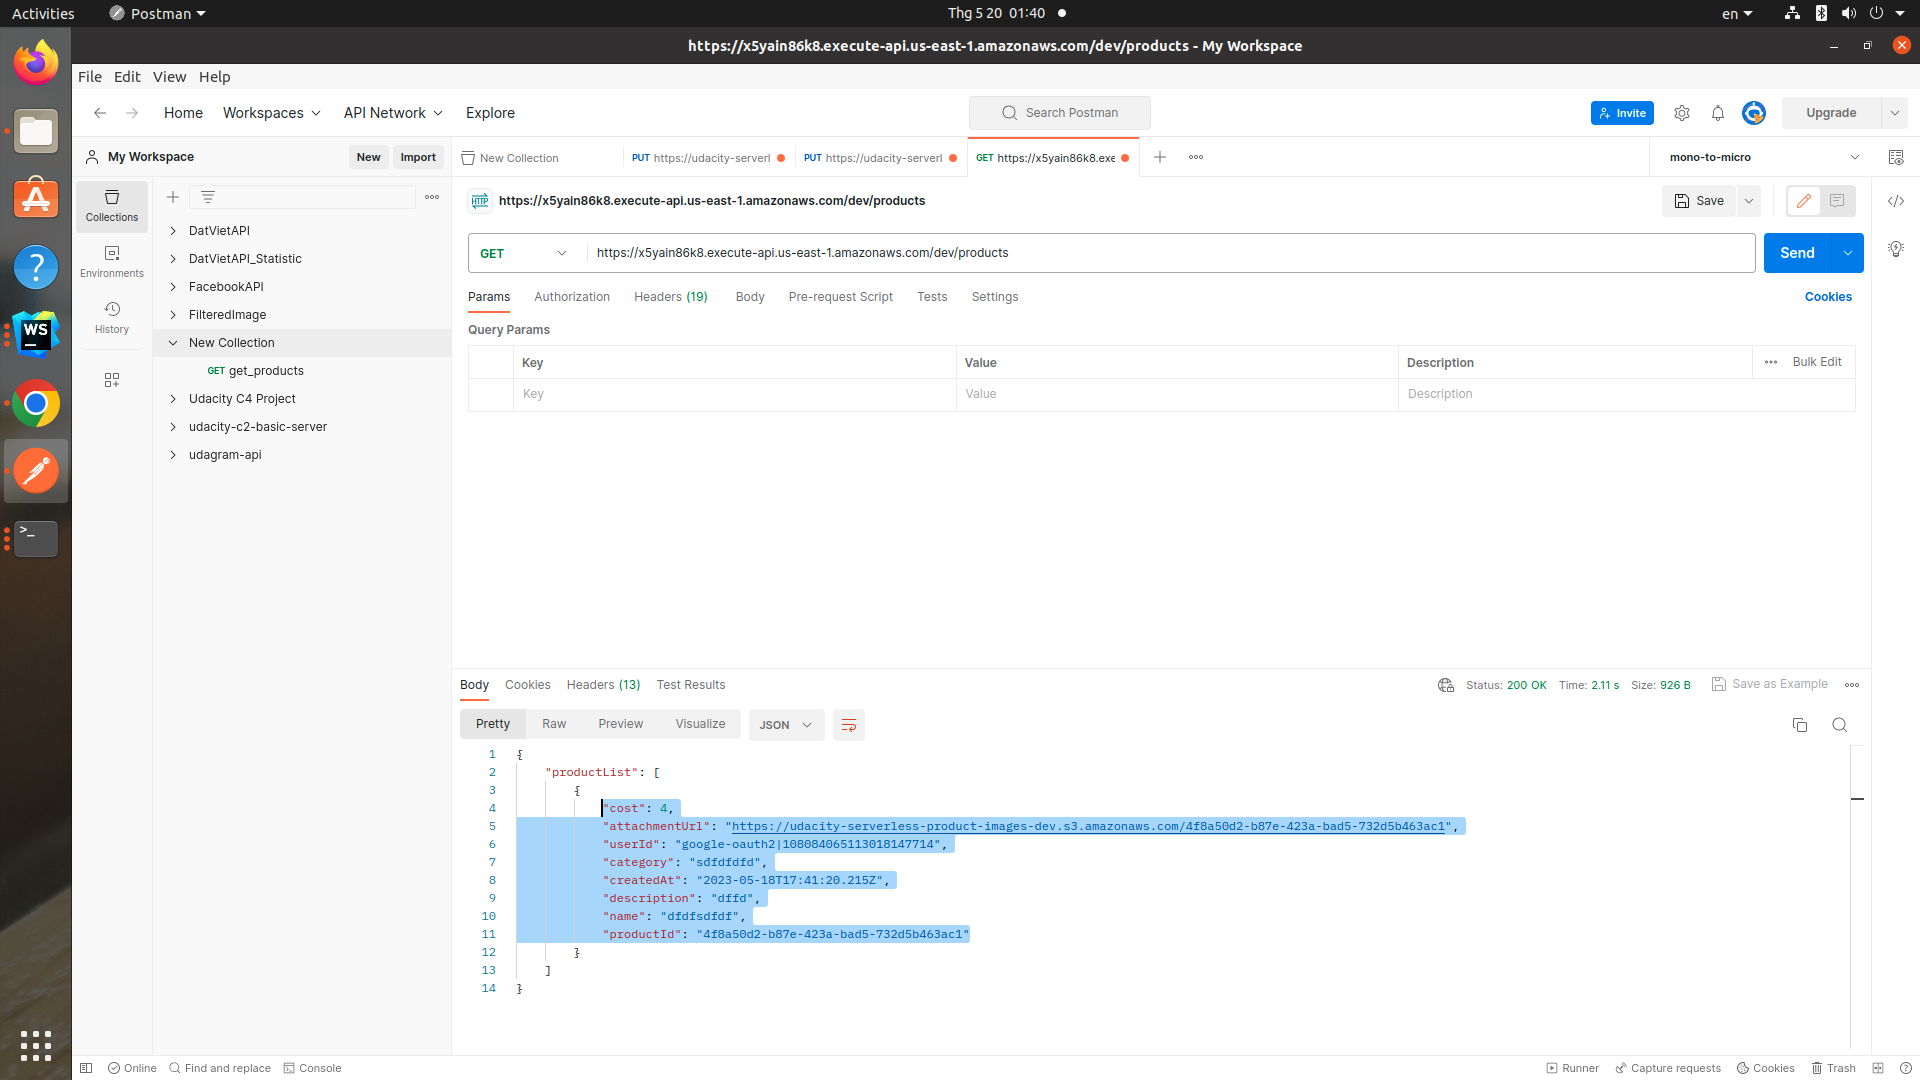 Activities Postman Thg 5 20 01:40 en
https://x5yain86k8.execute-api.us-east-1.amazonaws.com/dev/products - My Workspace
File Edit View Help
Home Workspaces API Network Explore Search Postman Invite Upgrade
My Workspace New Import
New Collection PUT https://udacity-serverl PUT https://udacity-serverl GET https://x5yain86k8.exe mono-to-micro
Collections
Environments
History
DatVietAPI
DatVietAPI_Statistic
FacebookAPI
FilteredImage
New Collection
GET get_products
Udacity C4 Project
udacity-c2-basic-server
udagram-api
HTTP https://x5yain86k8.execute-api.us-east-1.amazonaws.com/dev/products Save
GET https://x5yain86k8.execute-api.us-east-1.amazonaws.com/dev/products Send
Params Authorization Headers (19) Body Pre-request Script Tests Settings Cookies
Query Params
Key Value Description Bulk Edit
Key Value Description
Body Cookies Headers (13) Test Results Status: 200 OK Time: 2.11 s Size: 926 B Save as Example
Pretty Raw Preview Visualize JSON
1 {
2 "productList": [
3 {
4 "cost": 4,
5 "attachmentUrl": "https://udacity-serverless-product-images-dev.s3.amazonaws.com/4f8a50d2-b87e-423a-bad5-732d5b463ac1",
6 "userId": "google-oauth2|108084065113018147714",
7 "category": "sđfdfdfd",
8 "createdAt": "2023-05-18T17:41:20.215Z",
9 "description": "dffd",
10 "name": "dfdfsdfdf",
11 "productId": "4f8a50d2-b87e-423a-bad5-732d5b463ac1"
12 }
13 ]
14 }
WS
>_
Online Find and replace Console Runner Capture requests Cookies Trash